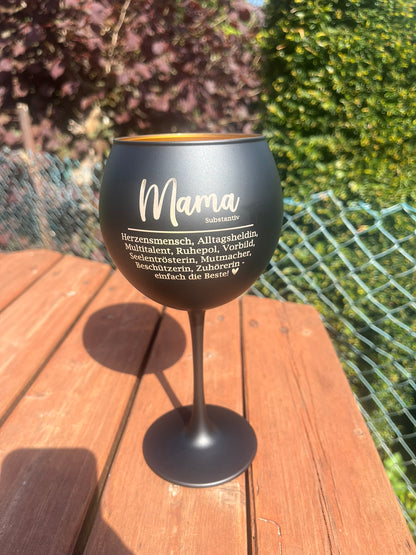 Mama
Substantiv
Herzensmensch, Alltagsheldin,
Multitalent, Ruhepol, Vorbild,
Seelentrösterin, Mutmacher,
Beschützerin, Zuhörerin -
einfach die Beste! ♥